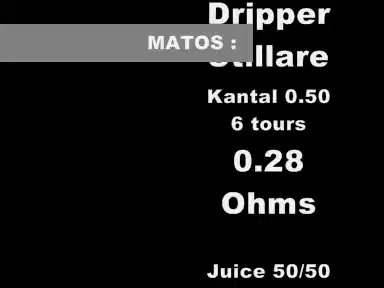 Dripper
MATOS :
Stillare
Kantal 0.50
6 tours
0.28
Ohms
Juice 50/50